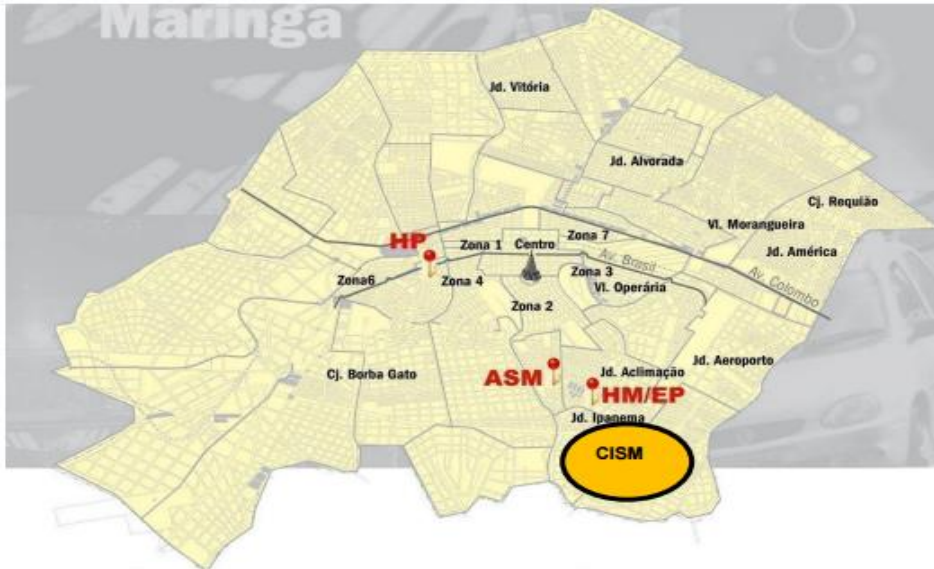 Maringa
Jd. Vitória
Jd. Alvorada
Cj. Requião
Vl. Morangueira
Jd. América
HP
Zona 1
Centro
Zona 7
Av. Brasil
Av. Colombo
Zona6
Zona 4
Zona 3
Vl. Operária
Zona 2
Jd. Aeroporto
Cj. Borba Gato
ASM
Jd. Aclimação
HM/EP
Jd. Ipanema
CISM